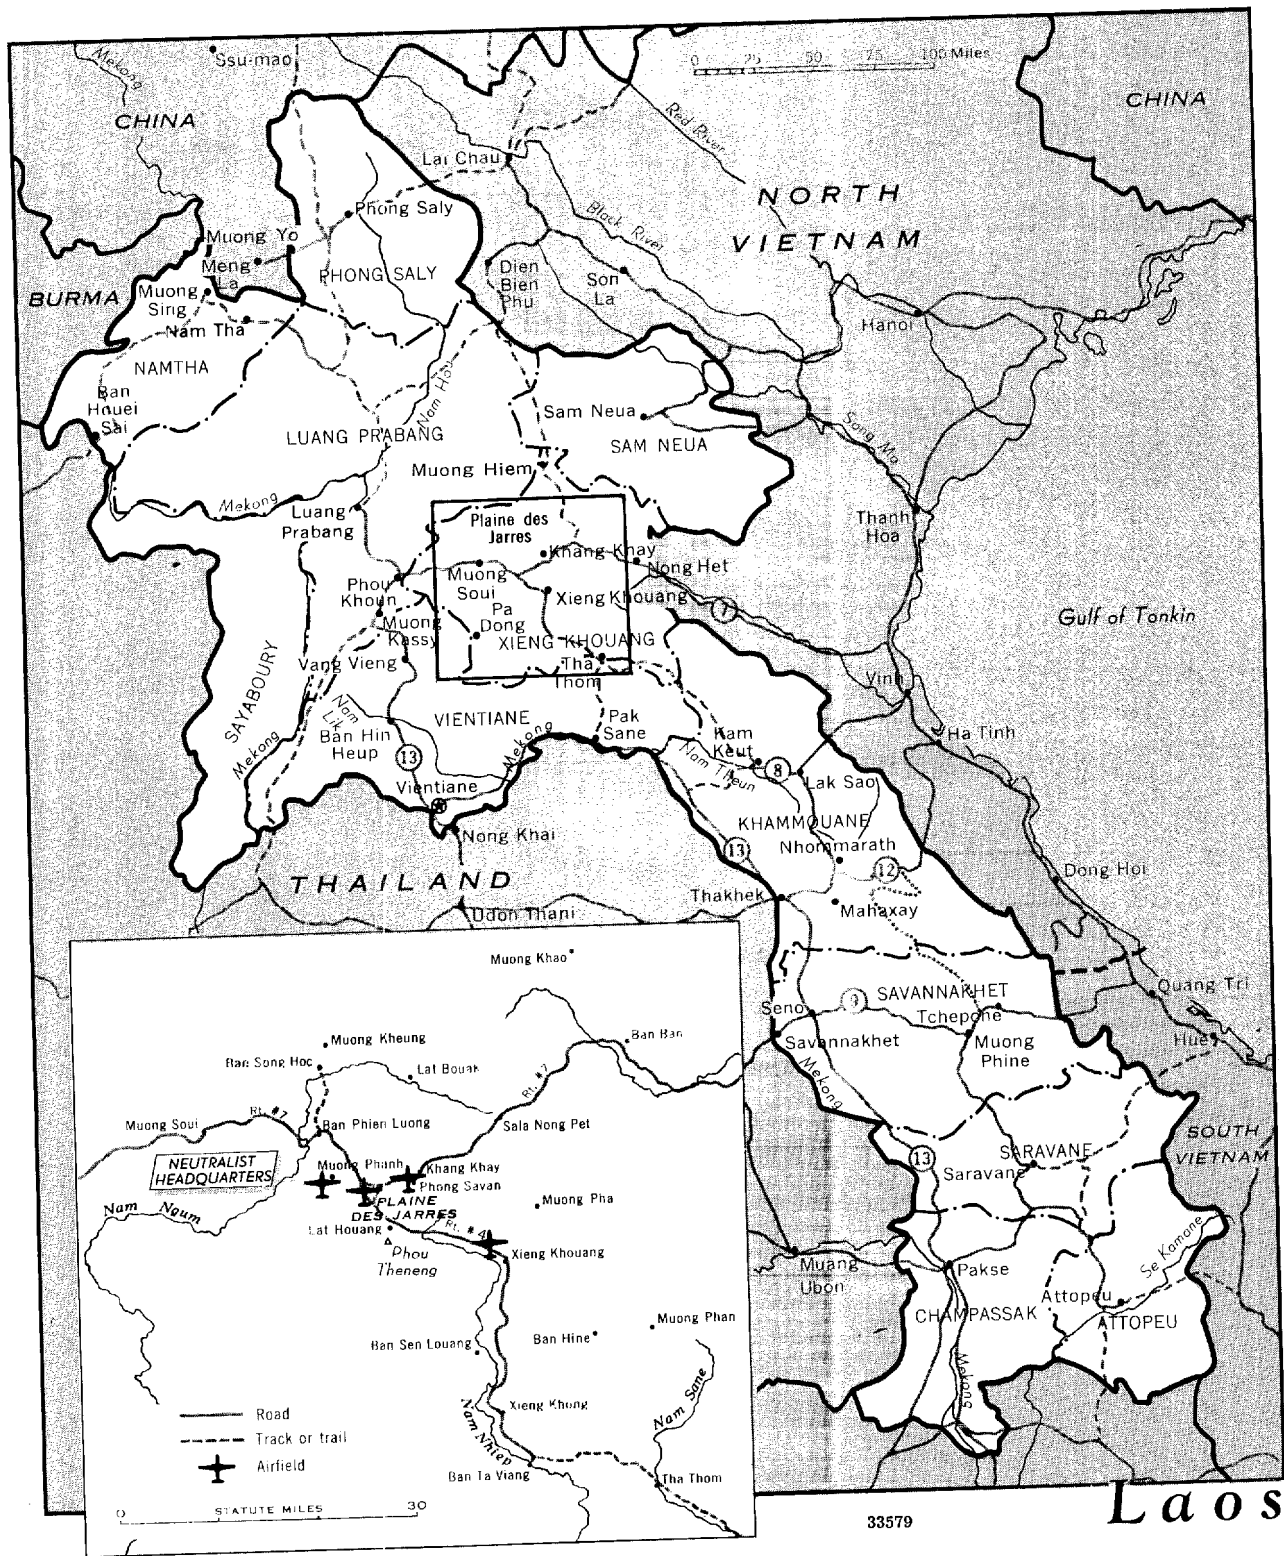 Ssu-mao
Mekong
CHINA
0 25 50 75 100 Miles
CHINA
Red River
Lai Chau
NORTH
VIETNAM
Phong Saly
Black River
Muong Yo
Meng
La
PHONG SALY
Dien
Bien
Phu
Son
La
BURMA
Muong
Sing
Nam Tha
Hanoi
NAMTHA
Ban
Houei
Sai
Nam Hou
Sam Neua
LUANG PRABANG
SAM NEUA
Song Ma
Muong Hiem
Mekong
Luang
Prabang
Plaine des
Jarres
Thanh
Hoa
Khang Khay
Nong Het
Phou
Khoun
Muong
Soui
Xieng Khouang
7
Gulf of Tonkin
Muong
Kassy
Pa
Dong
XIENG KHOUANG
Vang Vieng
Tha
Thom
Vinh
SAYABOURY
Nam
Lik
VIENTIANE
Pak
Sane
Kam
Keut
Ha Tinh
Ban Hin
Heup
Mekong
Mekong
Nam Theun
13
8
Lak Sao
Vientiane
KHAMMOUANE
Nong Khai
13
Nhommarath
12
Dong Hoi
THAILAND
Thakhek
Mahaxay
Udon Thani
Quang Tri
Seno
9
SAVANNAKHET
Tchepone
Savannakhet
Muong
Phine
Hue
Mekong
SOUTH
VIETNAM
13
SARAVANE
Saravane
Muang
Ubon
Pakse
Se Kamane
Attopeu
CHAMPASSAK
ATTOPEU
Mekong
Muong Khao
Muong Kheung
Ban Ban
Ban Song Hoc
Lat Bouak
Rt. #7
Muong Soui
Rt. #7
Ban Phien Luong
Sala Nong Pet
NEUTRALIST
HEADQUARTERS
Muong Phanh
Khang Khay
Phong Savan
PLAINE
DES JARRES
Muong Pha
Nam Ngum
Lat Houang
Rt. #4
Phou
Theneng
Xieng Khouang
Muong Phan
Ban Hine
Ban Sen Louang
Nam Sane
Xieng Khong
Nam Nhiep
Ban Ta Viang
Tha Thom
Road
Track or trail
Airfield
0 STATUTE MILES 30
33579
Laos